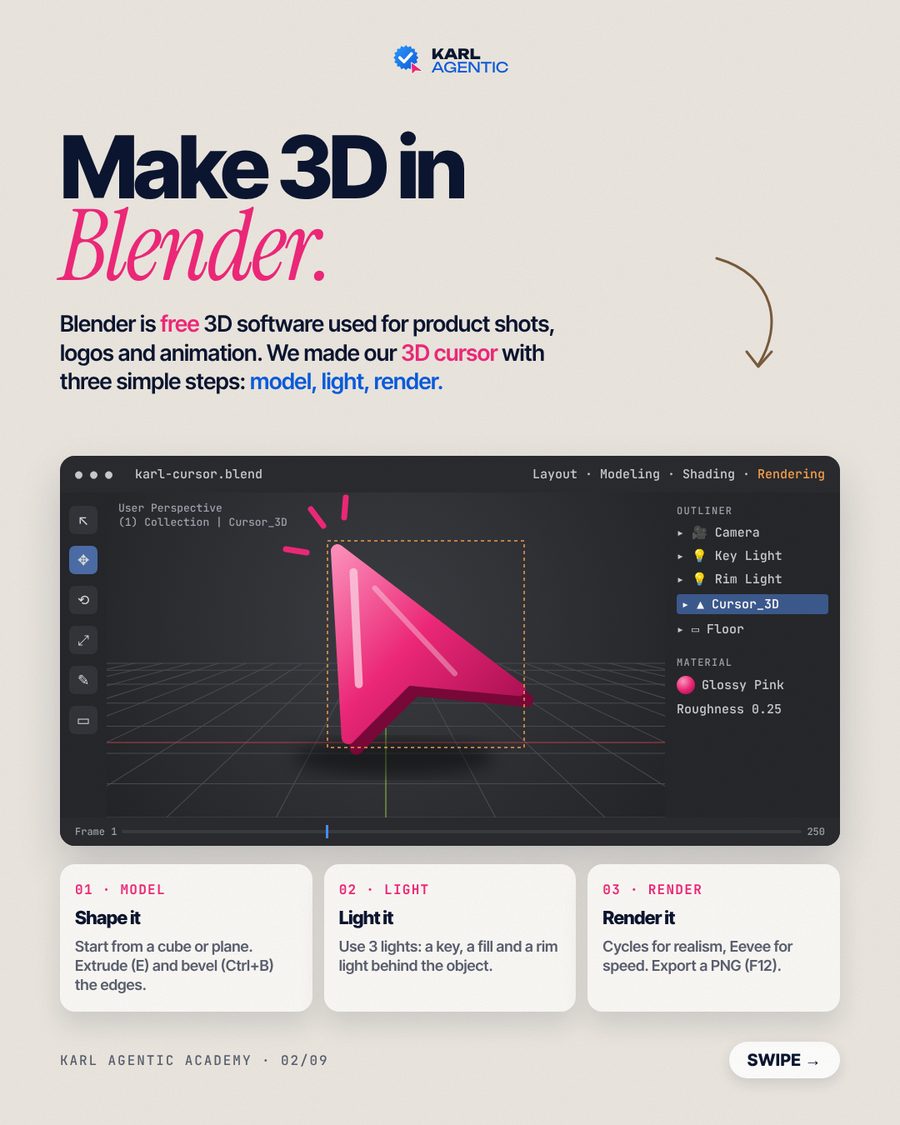 KARL
AGENTIC
Make 3D in
Blender.
Blender is free 3D software used for product shots,
logos and animation. We made our 3D cursor with
three simple steps: model, light, render.
karl-cursor.blend
Layout · Modeling · Shading · Rendering
User Perspective
(1) Collection | Cursor_3D
OUTLINER
Camera
Key Light
Rim Light
Cursor_3D
Floor
MATERIAL
Glossy Pink
Roughness 0.25
Frame 1
250
01 · MODEL
Shape it
Start from a cube or plane.
Extrude (E) and bevel (Ctrl+B)
the edges.
02 · LIGHT
Light it
Use 3 lights: a key, a fill and a rim
light behind the object.
03 · RENDER
Render it
Cycles for realism, Eevee for
speed. Export a PNG (F12).
KARL AGENTIC ACADEMY · 02/09
SWIPE →